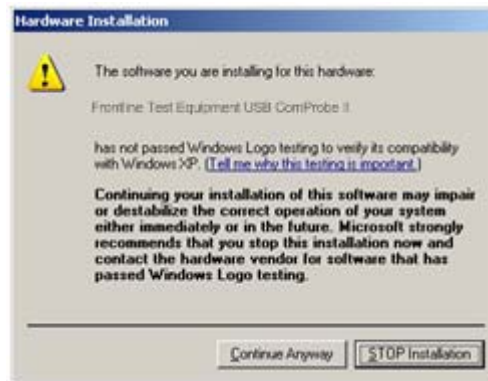 Hardware Installation
The software you are installing for this hardware:
Frontline Test Equipment USB ComProbe II
has not passed Windows Logo testing to verify its compatibility
with Windows XP. (Tell me why this testing is important.)
Continuing your installation of this software may impair
or destabilize the correct operation of your system
either immediately or in the future. Microsoft strongly
recommends that you stop this installation now and
contact the hardware vendor for software that has
passed Windows Logo testing.
Continue Anyway
STOP Installation